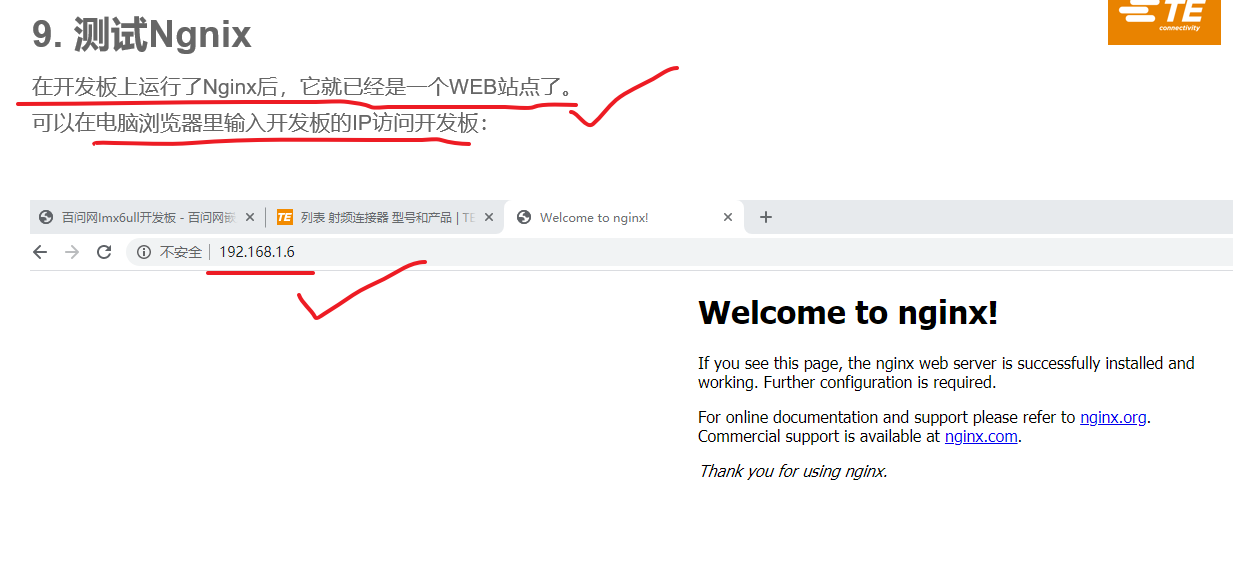 9. 测试Ngnix
TE
connectivity
在开发板上运行了Nginx后，它就已经是一个WEB站点了。
可以在电脑浏览器里输入开发板的IP访问开发板：
百问网Imx6ull开发板 - 百问网嵌
TE 列表 射频连接器 型号和产品 | TE
Welcome to nginx!
不安全 | 192.168.1.6
Welcome to nginx!
If you see this page, the nginx web server is successfully installed and
working. Further configuration is required.
For online documentation and support please refer to nginx.org.
Commercial support is available at nginx.com.
Thank you for using nginx.